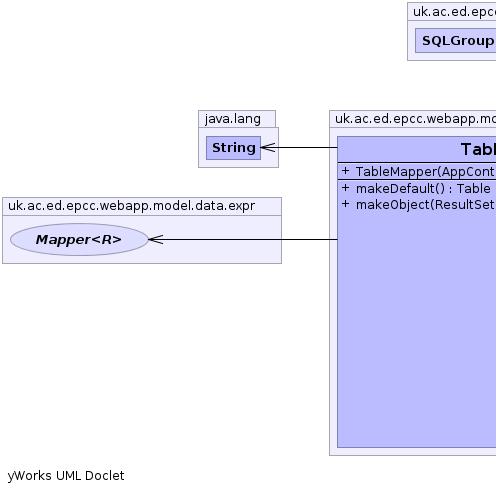 uk.ac.ed.epcc
SQLGroup
java.lang
String
uk.ac.ed.epcc.webapp.mo
Tabl
+ TableMapper(AppCont
+ makeDefault() : Table
+ makeObject(ResultSet
uk.ac.ed.epcc.webapp.model.data.expr
Mapper<R>
yWorks UML Doclet